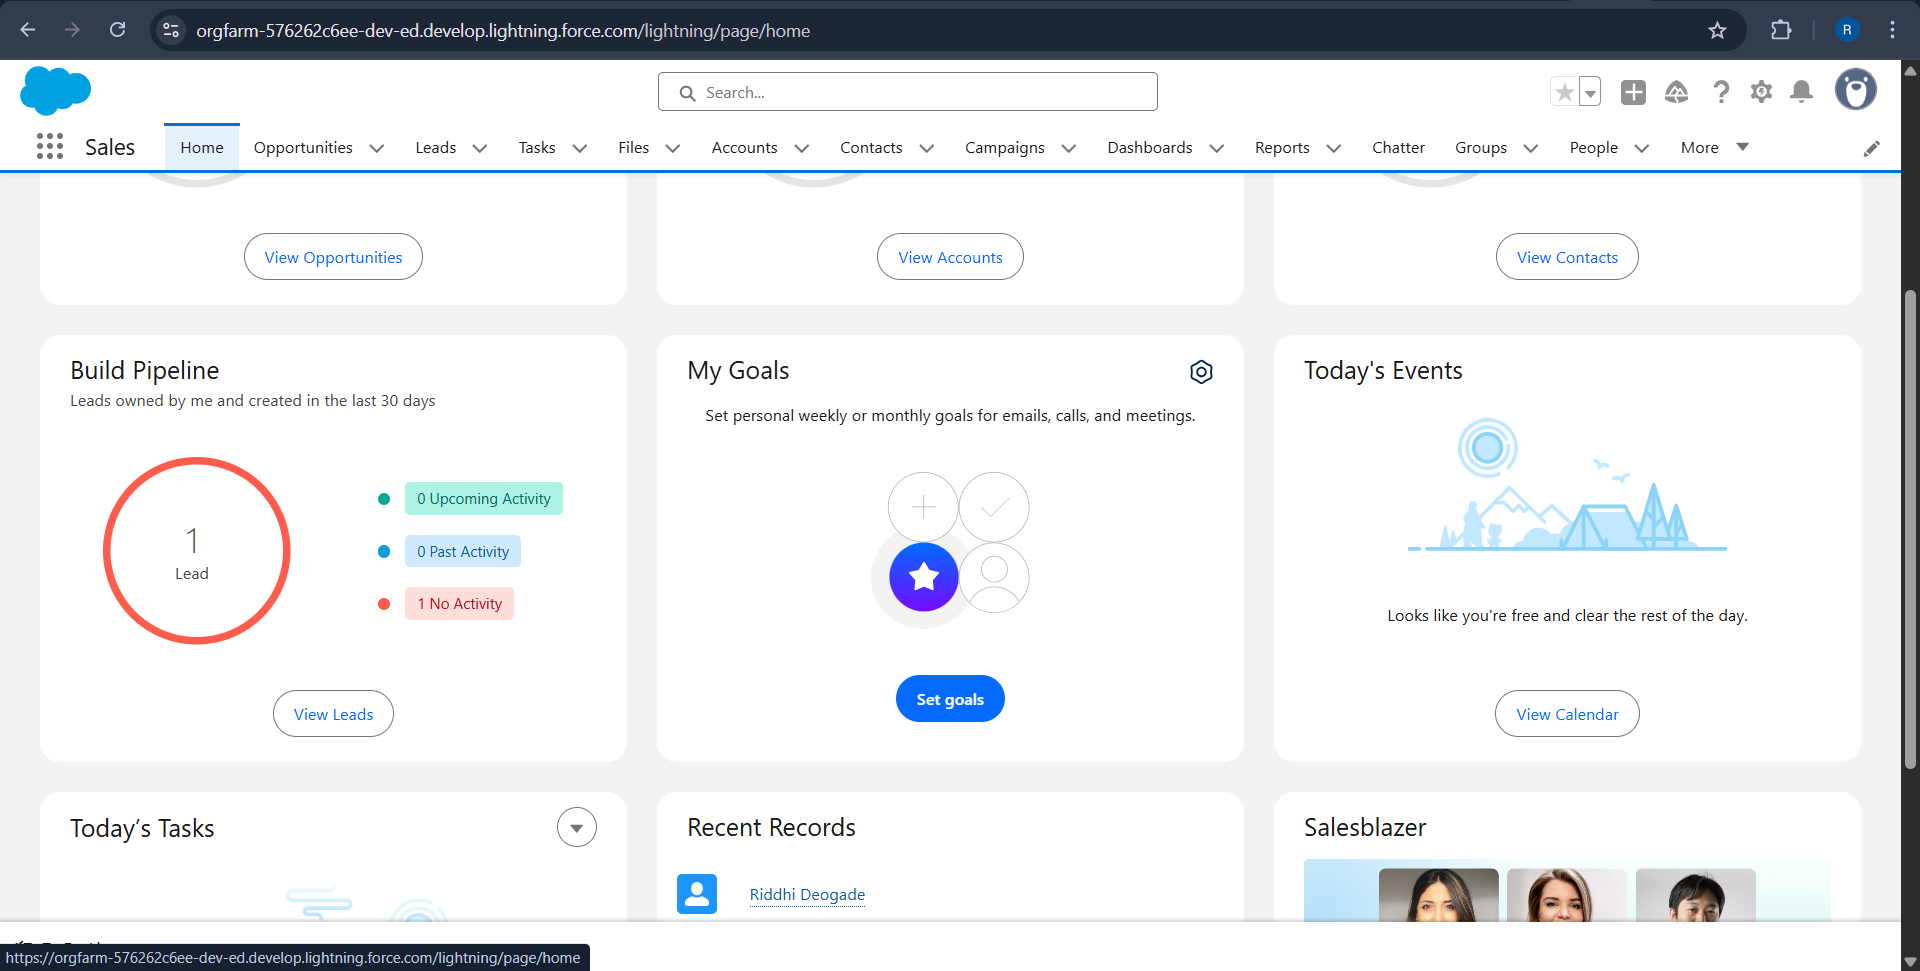 orgfarm-576262c6ee-dev-ed.develop.lightning.force.com/lightning/page/home
R
Search...
Sales
Home
Opportunities
Leads
Tasks
Files
Accounts
Contacts
Campaigns
Dashboards
Reports
Chatter
Groups
People
More
View Opportunities
View Accounts
View Contacts
Build Pipeline
Leads owned by me and created in the last 30 days
1
Lead
0 Upcoming Activity
0 Past Activity
1 No Activity
View Leads
My Goals
Set personal weekly or monthly goals for emails, calls, and meetings.
Set goals
Today's Events
Looks like you're free and clear the rest of the day.
View Calendar
Today’s Tasks
Recent Records
Riddhi Deogade
Salesblazer
https://orgfarm-576262c6ee-dev-ed.develop.lightning.force.com/lightning/page/home